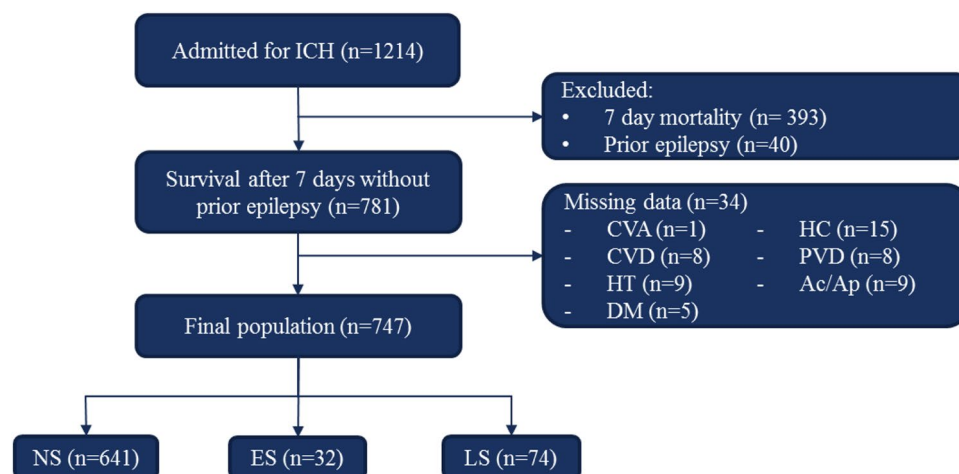 Admitted for ICH (n=1214)
Excluded:
• 7 day mortality (n= 393)
• Prior epilepsy (n=40)
Survival after 7 days without
prior epilepsy (n=781)
Missing data (n=34)
- CVA (n=1) - HC (n=15)
- CVD (n=8) - PVD (n=8)
- HT (n=9) - Ac/Ap (n=9)
- DM (n=5)
Final population (n=747)
NS (n=641) ES (n=32) LS (n=74)